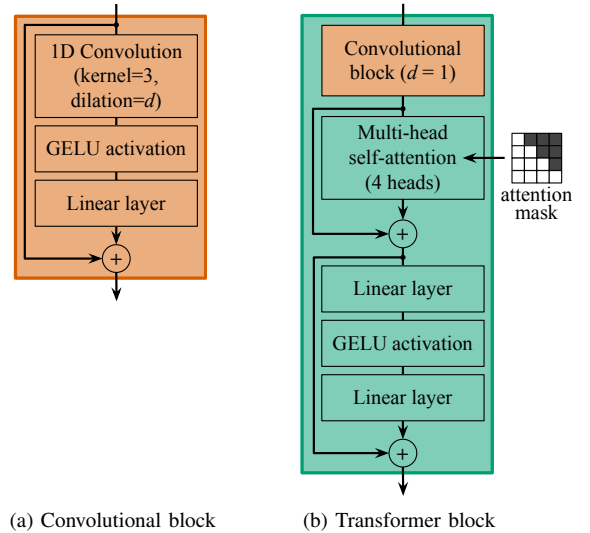 1D Convolution
(kernel=3,
dilation=d)
GELU activation
Linear layer
+
(a) Convolutional block
Convolutional
block (d = 1)
Multi-head
self-attention
(4 heads)
attention
mask
+
Linear layer
GELU activation
Linear layer
+
(b) Transformer block